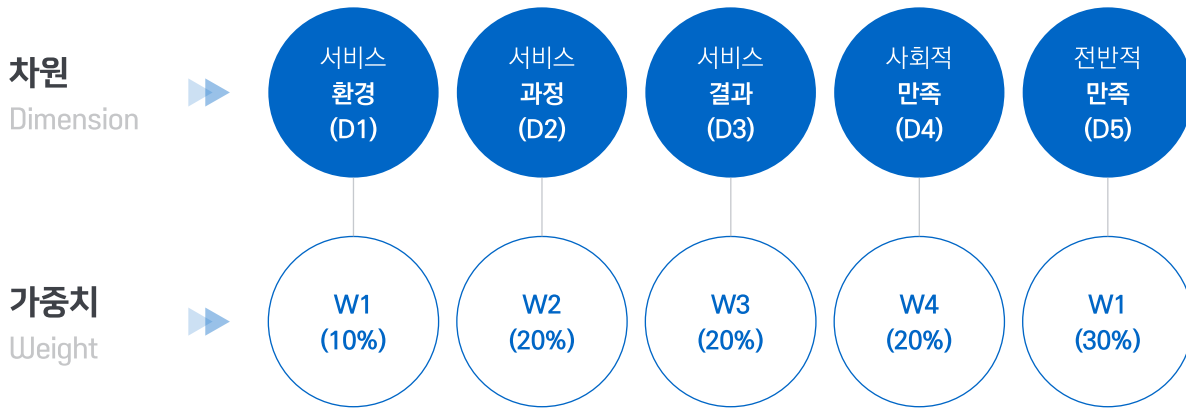 차원
Dimension
서비스
환경
(D1)
서비스
과정
(D2)
서비스
결과
(D3)
사회적
만족
(D4)
전반적
만족
(D5)
가중치
Weight
W1
(10%)
W2
(20%)
W3
(20%)
W4
(20%)
W1
(30%)